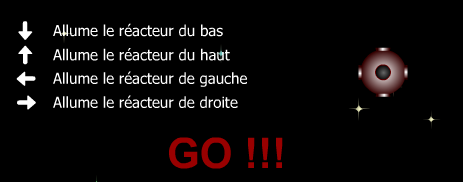 Allume le réacteur du bas
Allume le réacteur du haut
Allume le réacteur de gauche
Allume le réacteur de droite
GO !!!